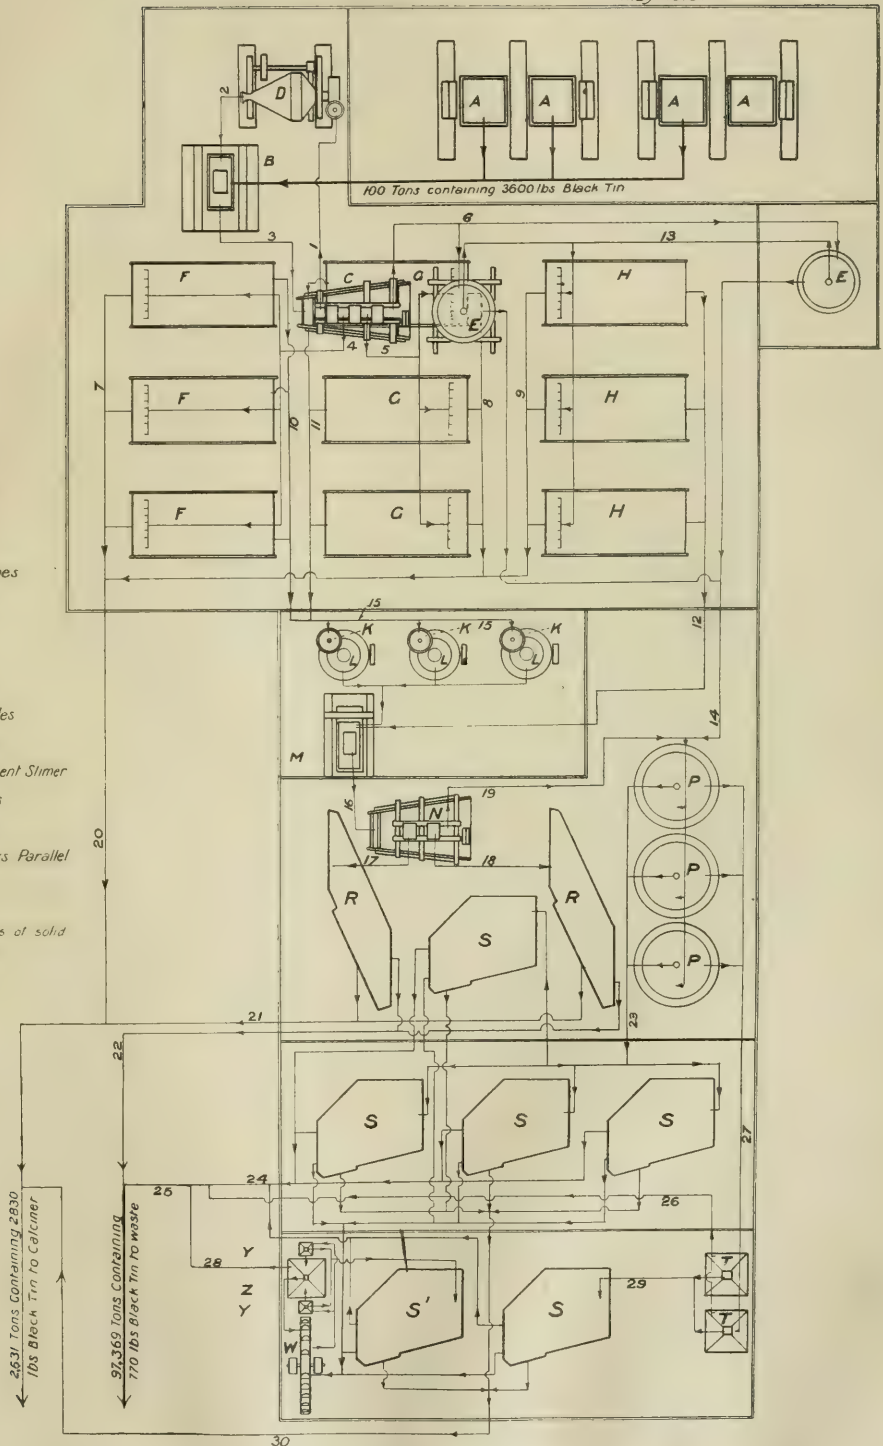 A A A A
D
2
B
100 Tons containing 3600 lbs Black Tin
3
1
6
13
F
C
G
H
E
E
4
5
7
10
11
8
9
F
G
H
F
G
H
15
K
K
15
K
L
L
L
12
14
M
16
N
19
P
17
18
R
S
R
P
P
20
21
22
23
S
S
S
27
24
25
26
28
Y
Z
Y
W
S'
S
29
T
T
30
2,631 Tons Containing 2830
lbs Black Tin to Calciner
97,369 Tons Containing
770 lbs Black Tin to waste
ent Slimer
s Parallel
s of solid